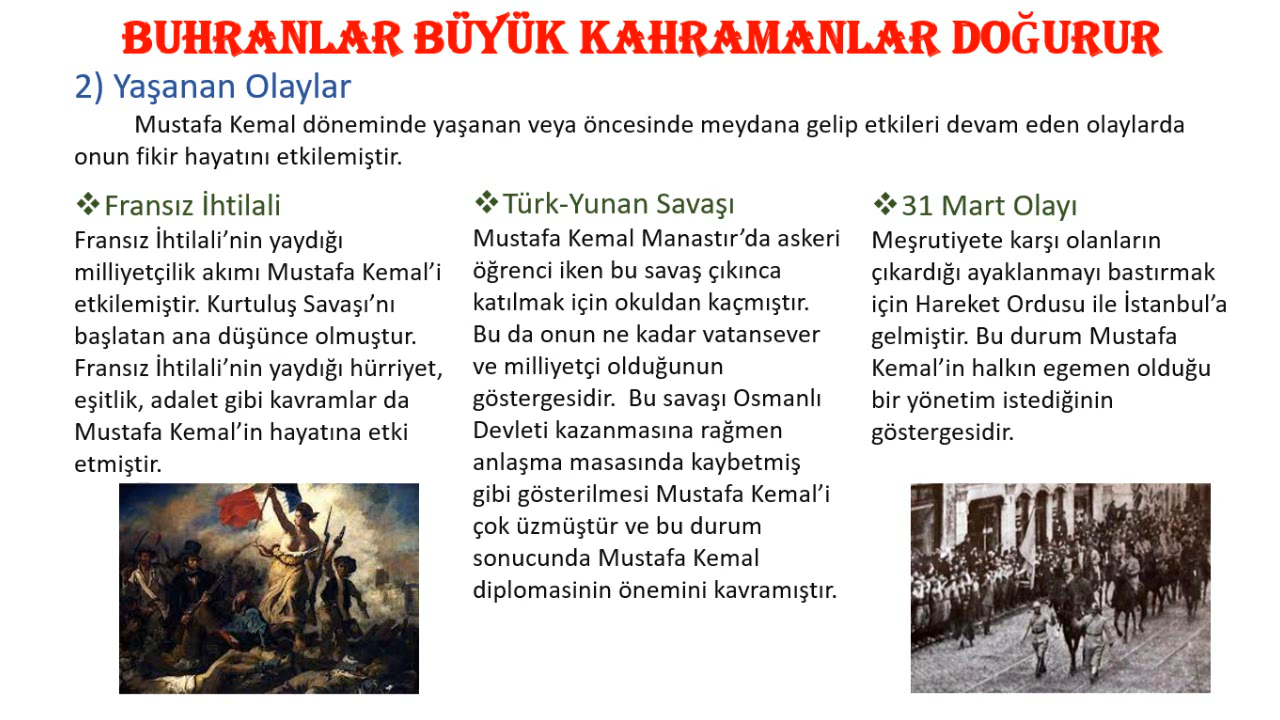 BUHRANLAR BÜYÜK KAHRAMANLAR DOĞURUR
2) Yaşanan Olaylar
Mustafa Kemal döneminde yaşanan veya öncesinde meydana gelip etkileri devam eden olaylarda
onun fikir hayatını etkilemiştir.
❖Fransız İhtilali
Fransız İhtilali’nin yaydığı
milliyetçilik akımı Mustafa Kemal’i
etkilemiştir. Kurtuluş Savaşı’nı
başlatan ana düşünce olmuştur.
Fransız İhtilali’nin yaydığı hürriyet,
eşitlik, adalet gibi kavramlar da
Mustafa Kemal’in hayatına etki
etmiştir.
❖Türk-Yunan Savaşı
Mustafa Kemal Manastır’da askeri
öğrenci iken bu savaş çıkınca
katılmak için okuldan kaçmıştır.
Bu da onun ne kadar vatansever
ve milliyetçi olduğunun
göstergesidir.  Bu savaşı Osmanlı
Devleti kazanmasına rağmen
anlaşma masasında kaybetmiş
gibi gösterilmesi Mustafa Kemal’i
çok üzmüştür ve bu durum
sonucunda Mustafa Kemal
diplomasinin önemini kavramıştır.
❖31 Mart Olayı
Meşrutiyete karşı olanların
çıkardığı ayaklanmayı bastırmak
için Hareket Ordusu ile İstanbul’a
gelmiştir. Bu durum Mustafa
Kemal’in halkın egemen olduğu
bir yönetim istediğinin
göstergesidir.